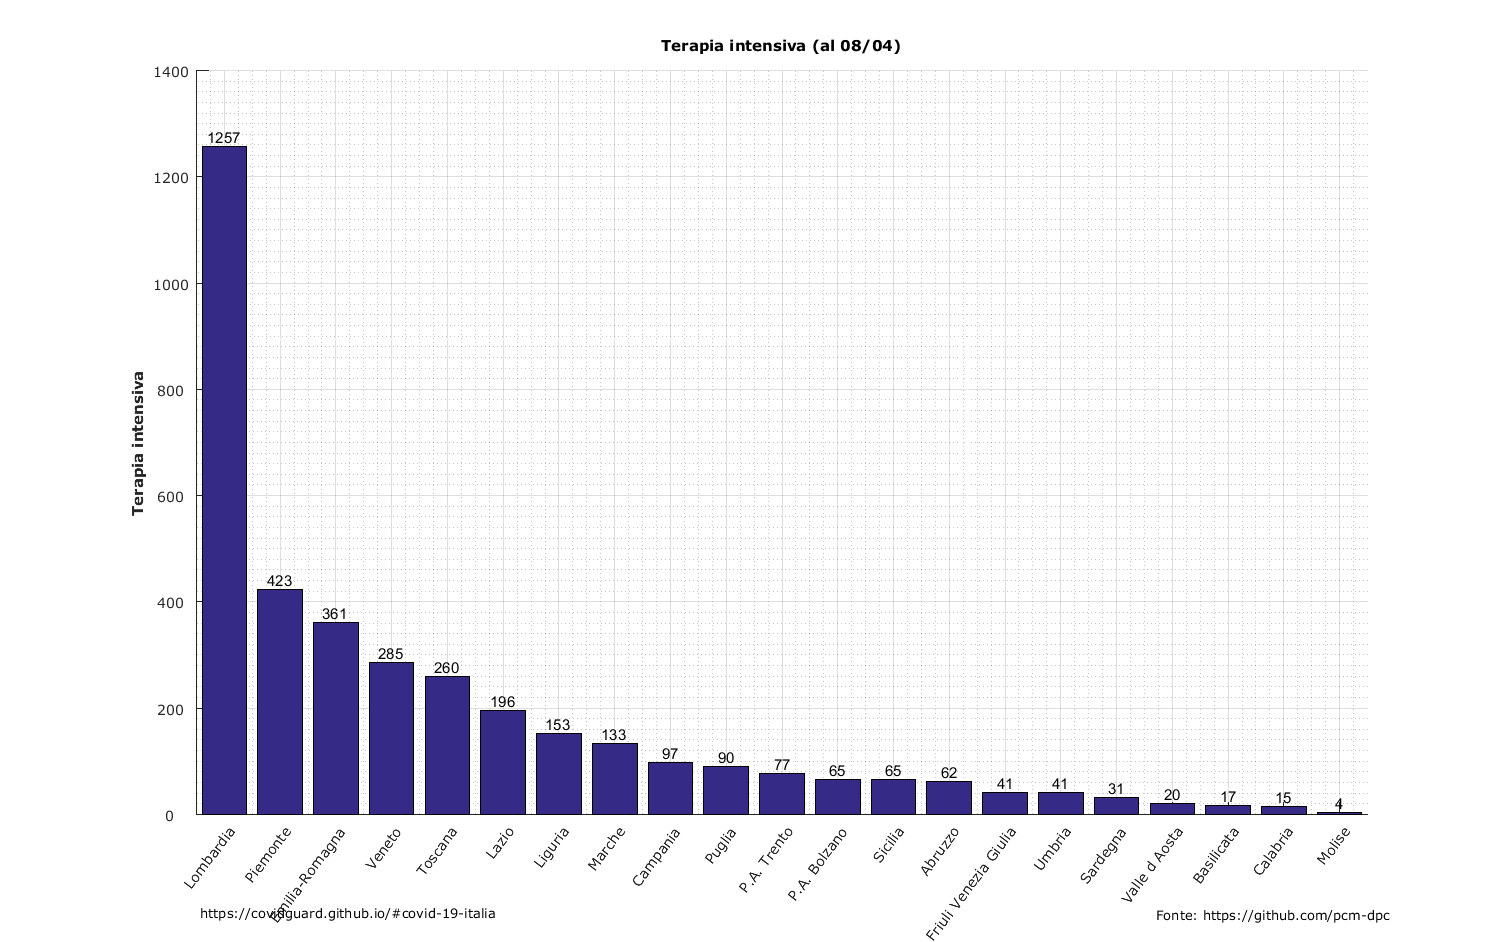 Terapia intensiva (al 08/04)
Terapia intensiva
1400
1200
1000
800
600
400
200
0
1257
423
361
285
260
196
153
133
97
90
77
65
65
62
41
41
31
20
17
15
4
Lombardia
Piemonte
Emilia-Romagna
Veneto
Toscana
Lazio
Liguria
Marche
Campania
Puglia
P.A. Trento
P.A. Bolzano
Sicilia
Abruzzo
Friuli Venezia Giulia
Umbria
Sardegna
Valle d Aosta
Basilicata
Calabria
Molise
https://covidguard.github.io/#covid-19-italia
Fonte: https://github.com/pcm-dpc